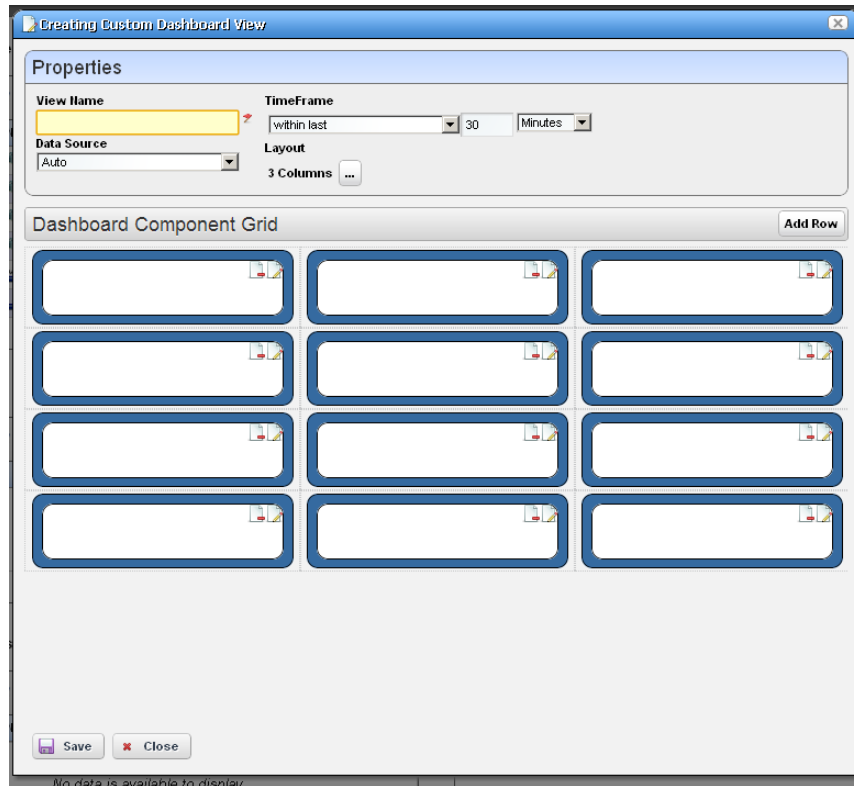 Creating Custom Dashboard View
Properties
View Name
TimeFrame
within last 30 Minutes
Data Source
Layout
Auto
3 Columns ...
Dashboard Component Grid
Add Row
Save
Close
No data is available to display